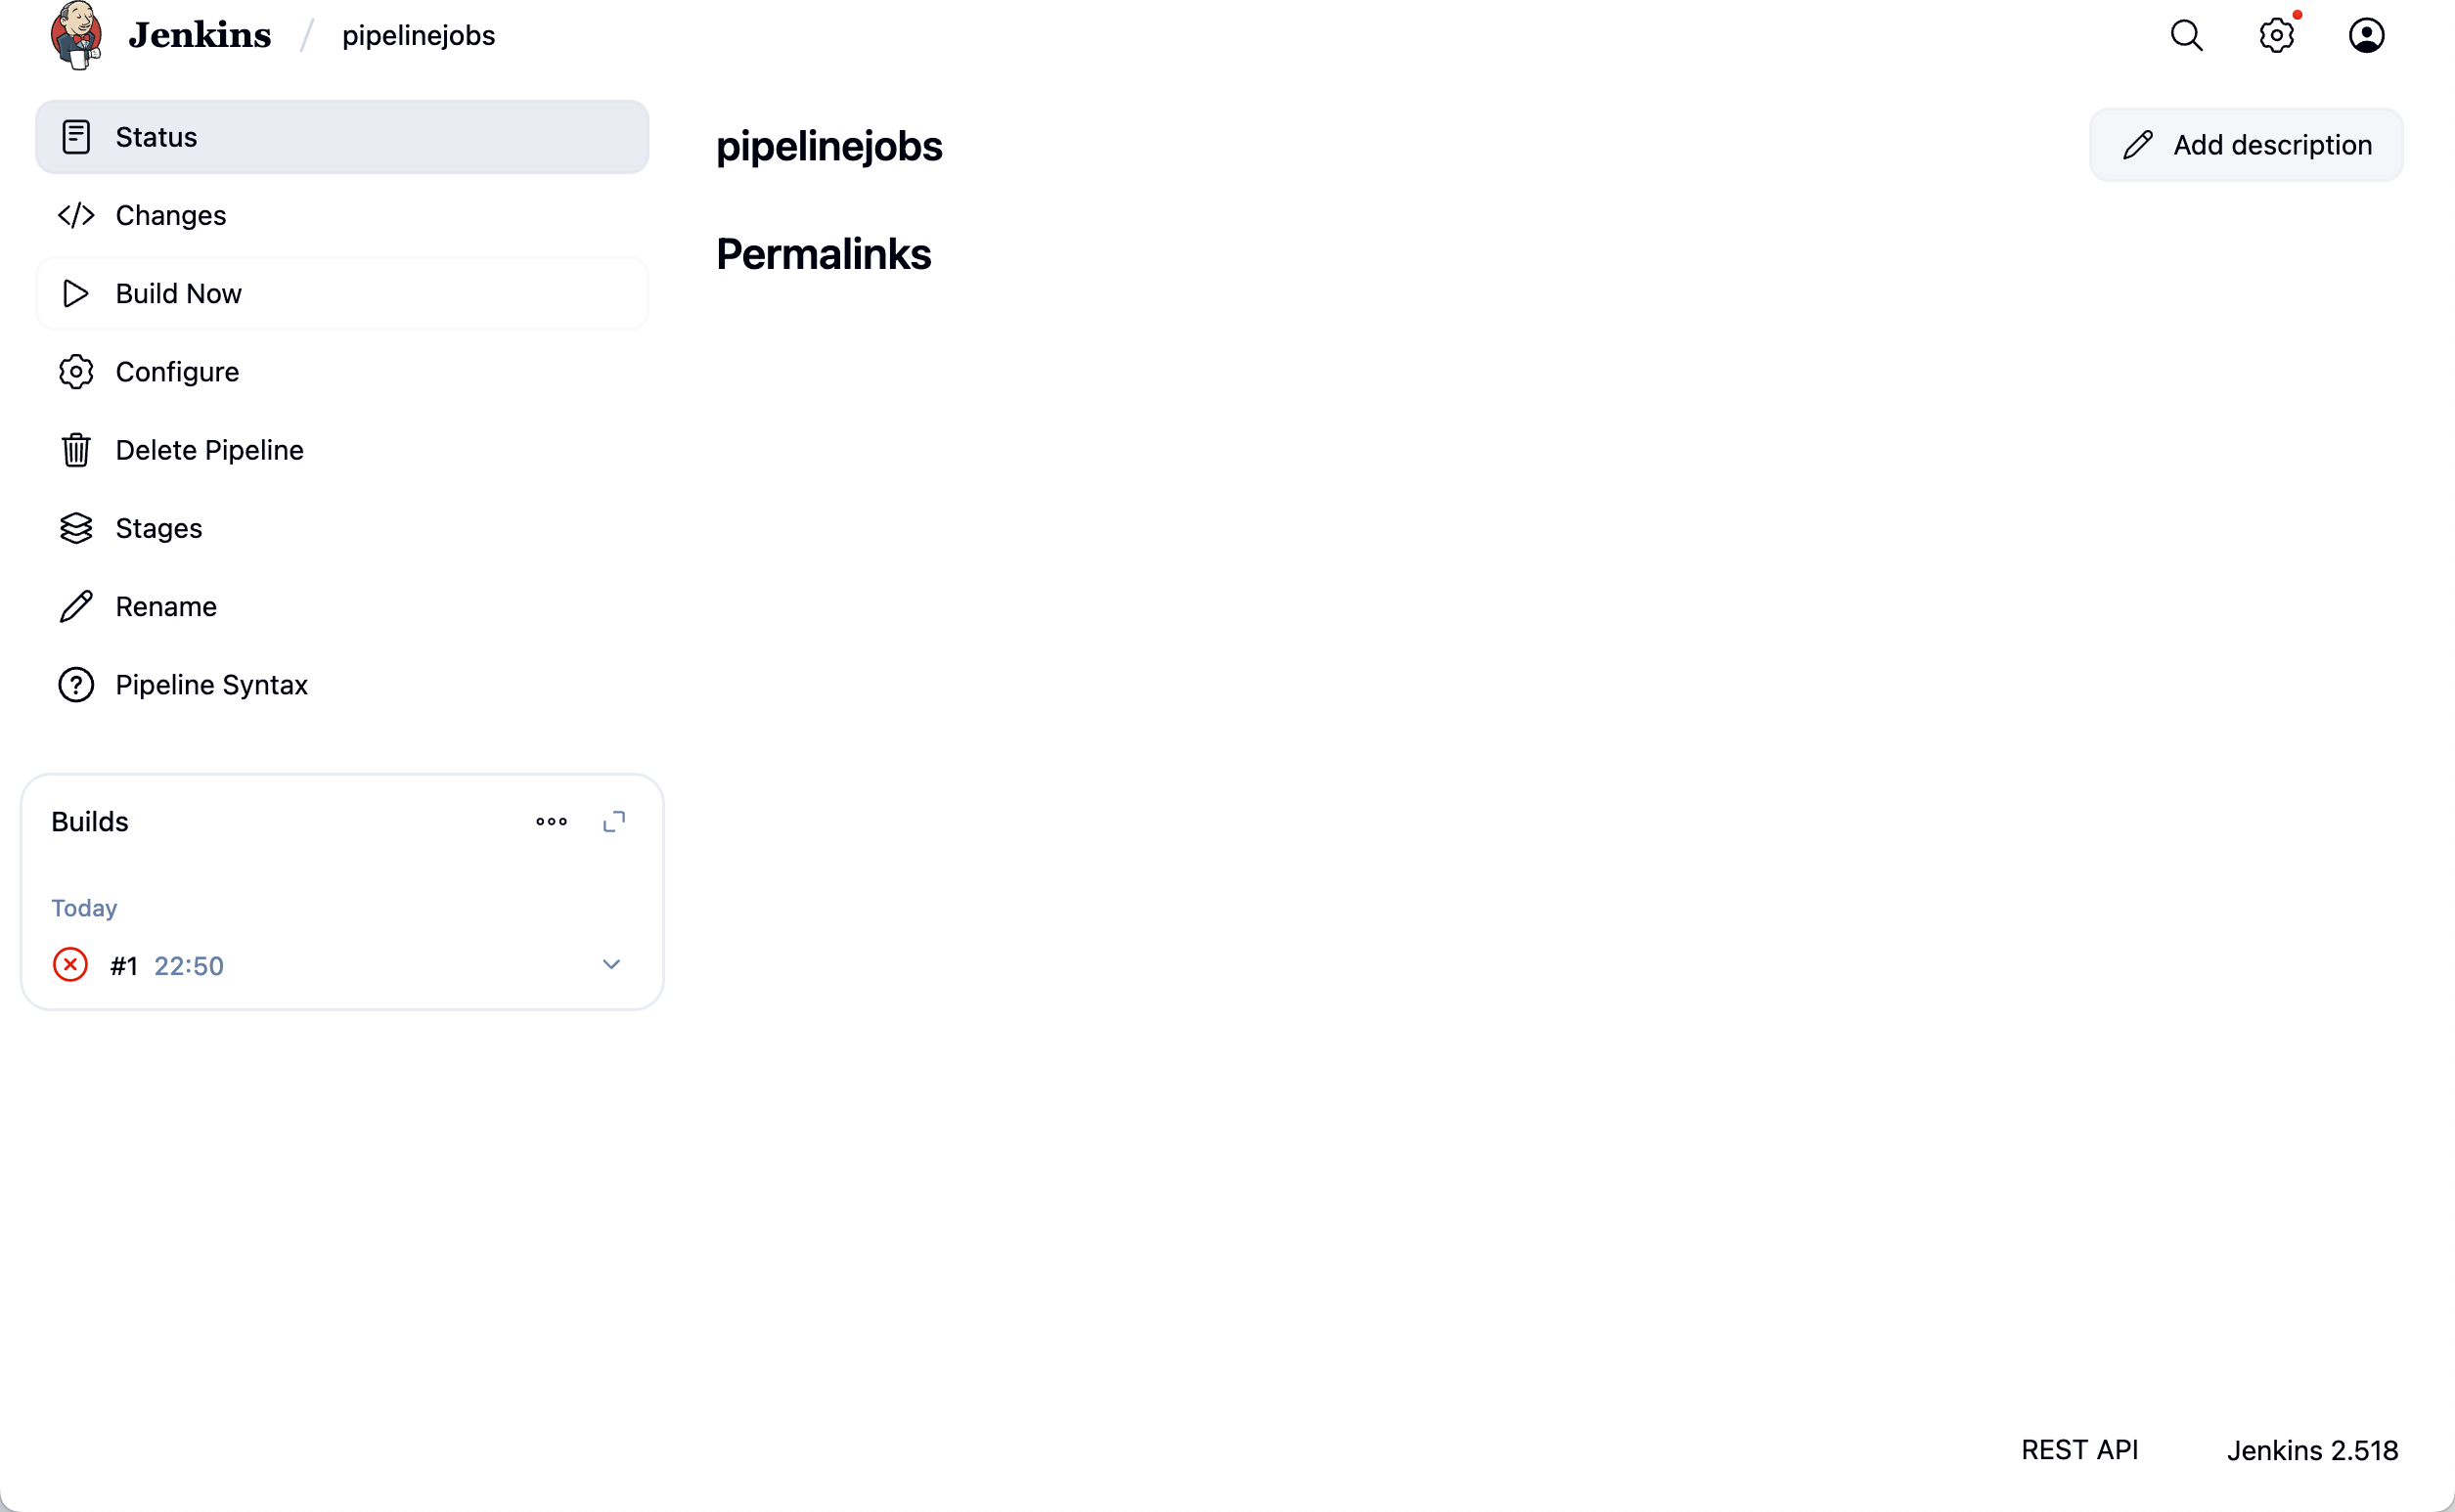 Jenkins / pipelinejobs
Status
Changes
Build Now
Configure
Delete Pipeline
Stages
Rename
Pipeline Syntax
Builds
Today
#1 22:50
pipelinejobs
Add description
Permalinks
REST API
Jenkins 2.518